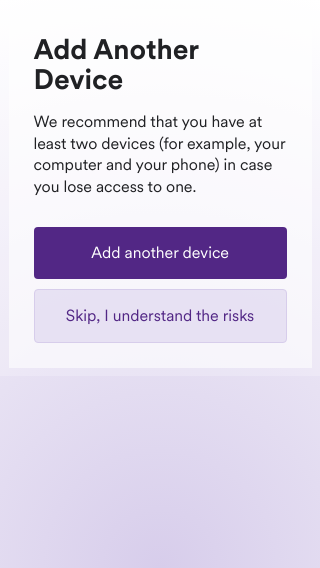 Add Another
Device
We recommend that you have at
least two devices (for example, your
computer and your phone) in case
you lose access to one.
Add another device
Skip, I understand the risks